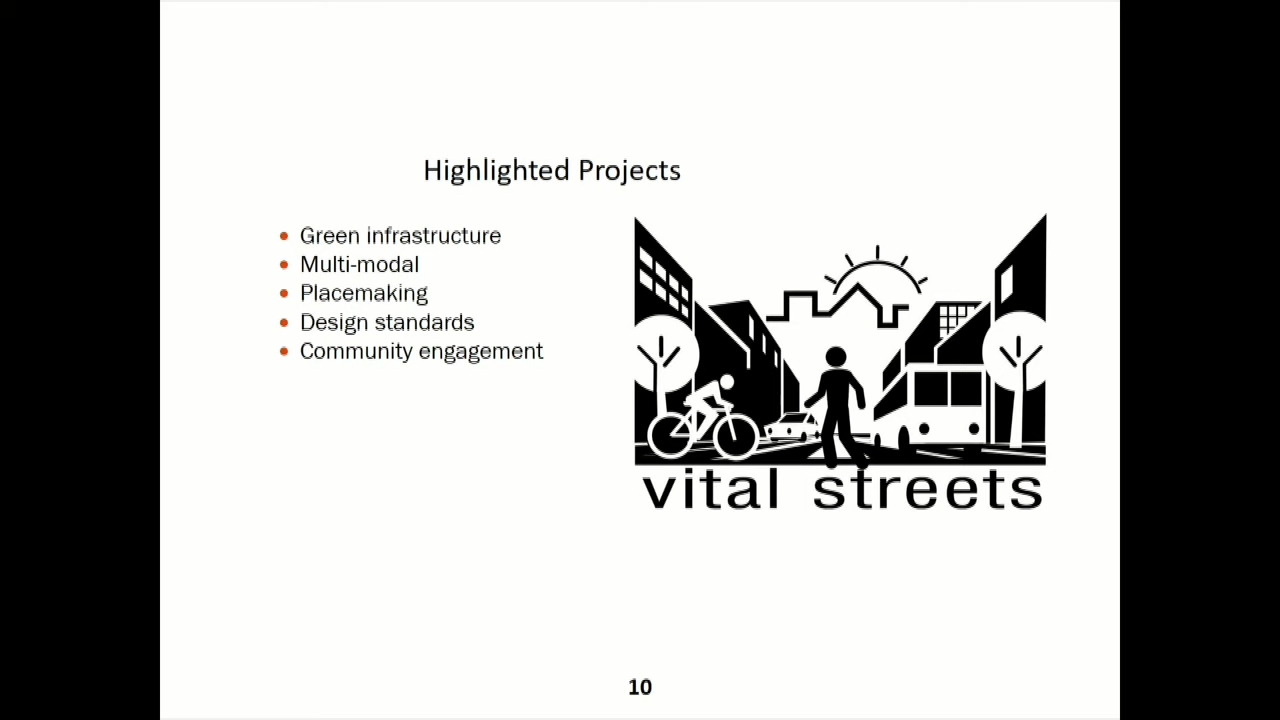 Highlighted Projects
Green infrastructure
Multi-modal
Placemaking
Design standards
Community engagement
vital streets
10